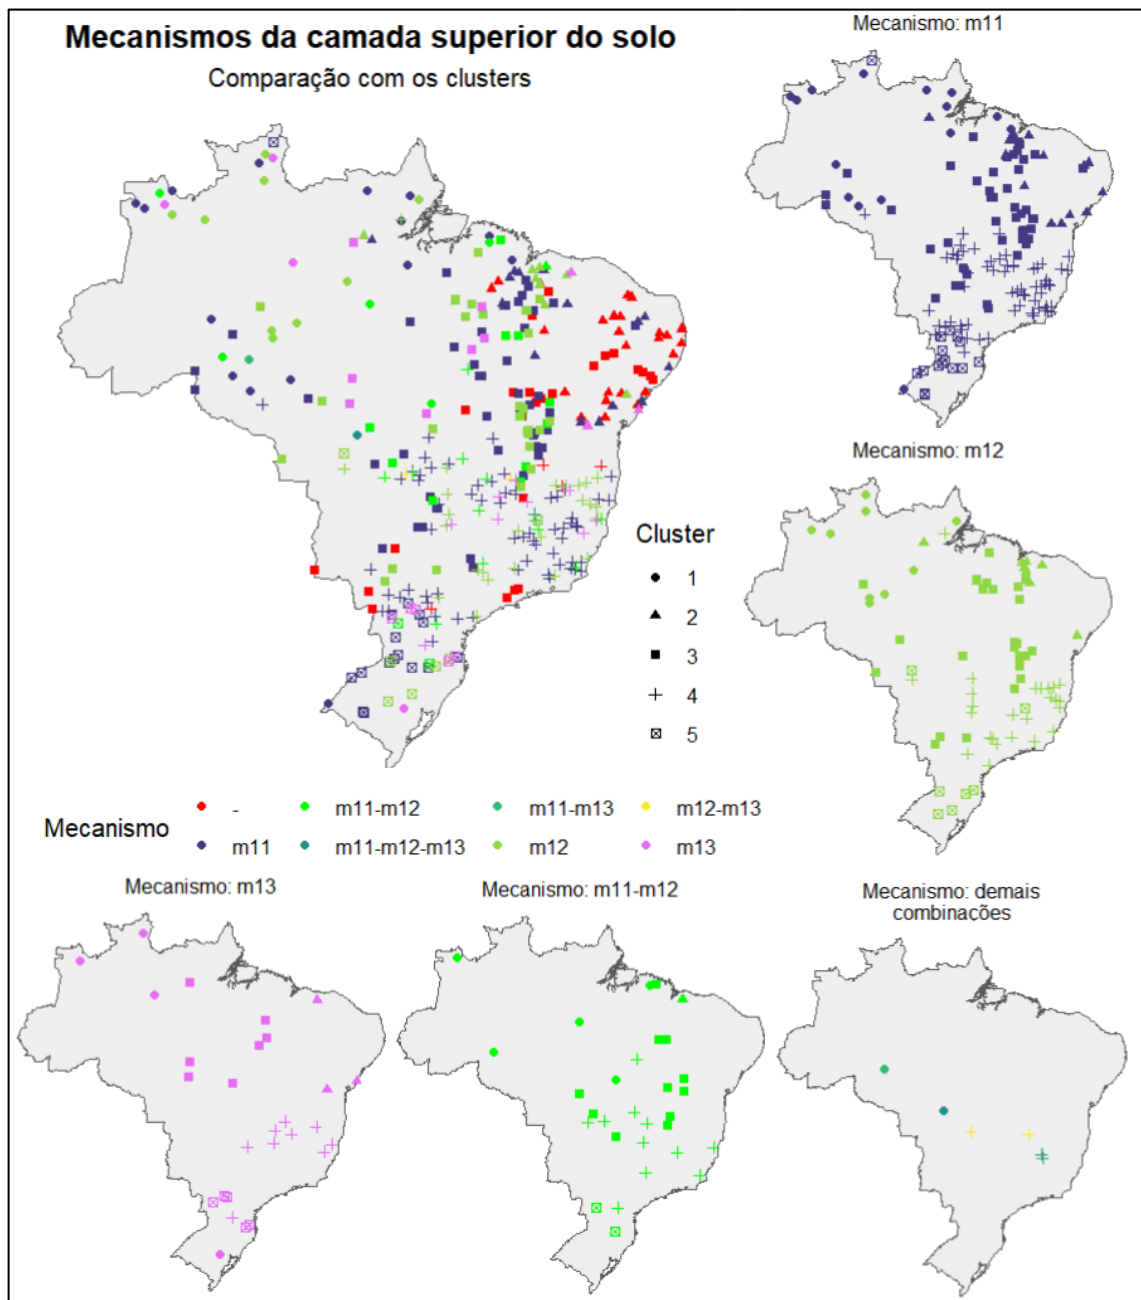 Mecanismos da camada superior do solo
Comparação com os clusters
Mecanismo: m11
Mecanismo: m12
Cluster
1
2
3
4
5
Mecanismo
-
m11-m12
m11-m13
m12-m13
m11
m11-m12-m13
m12
m13
Mecanismo: m13
Mecanismo: m11-m12
Mecanismo: demais
combinações